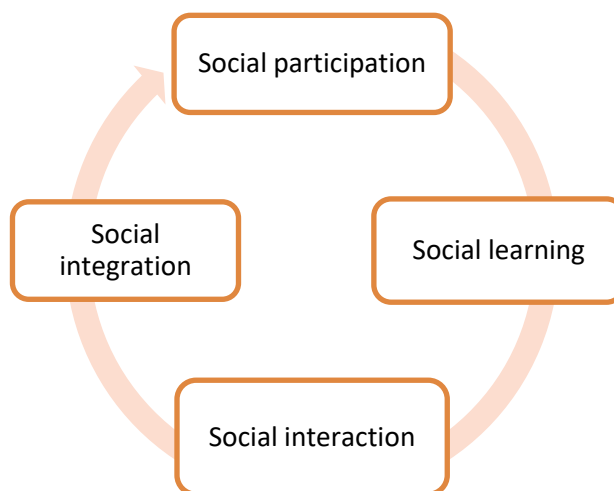 Social participation
Social learning
Social interaction
Social
integration